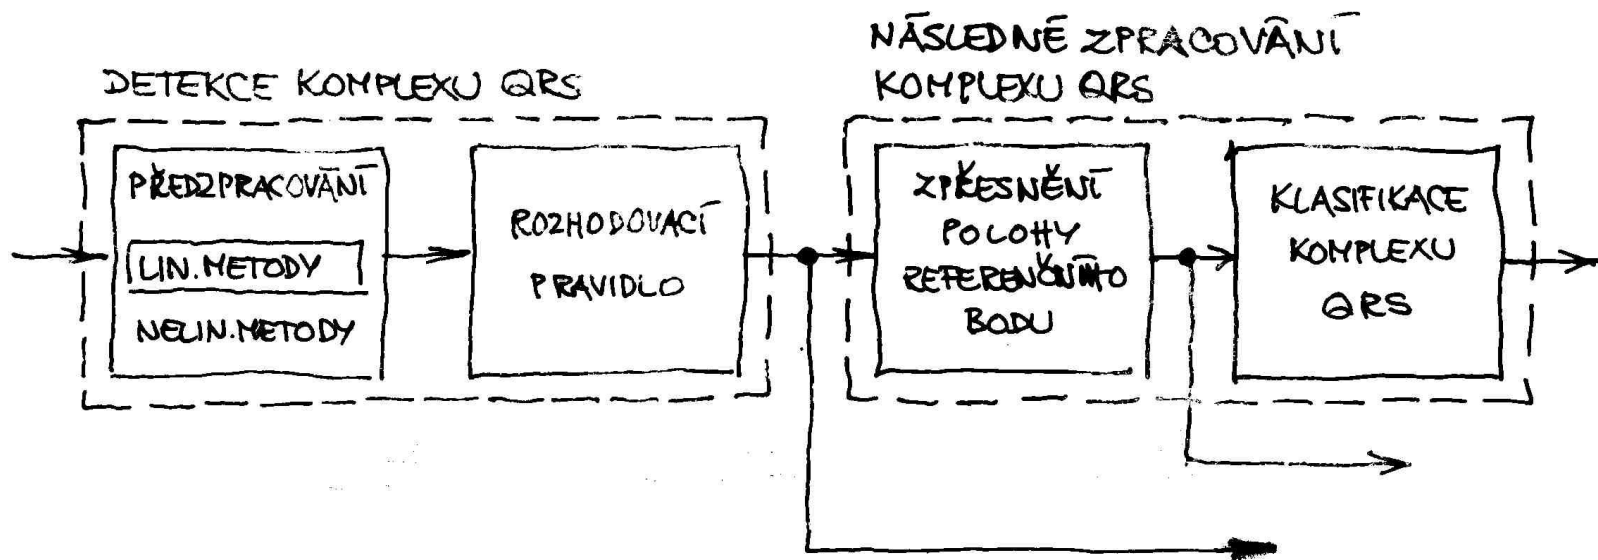 DETEKCE KOMPLEXU QRS
PŘEDZPRACOVÁNÍ
LIN. METODY
NELIN. METODY
ROZHODOVACÍ
PRAVIDLO
NÁSLEDNÉ ZPRACOVÁNÍ
KOMPLEXU QRS
ZPŘESNĚNÍ
POLOHY
REFERENČNÍHO
BODU
KLASIFIKACE
KOMPLEXU
QRS